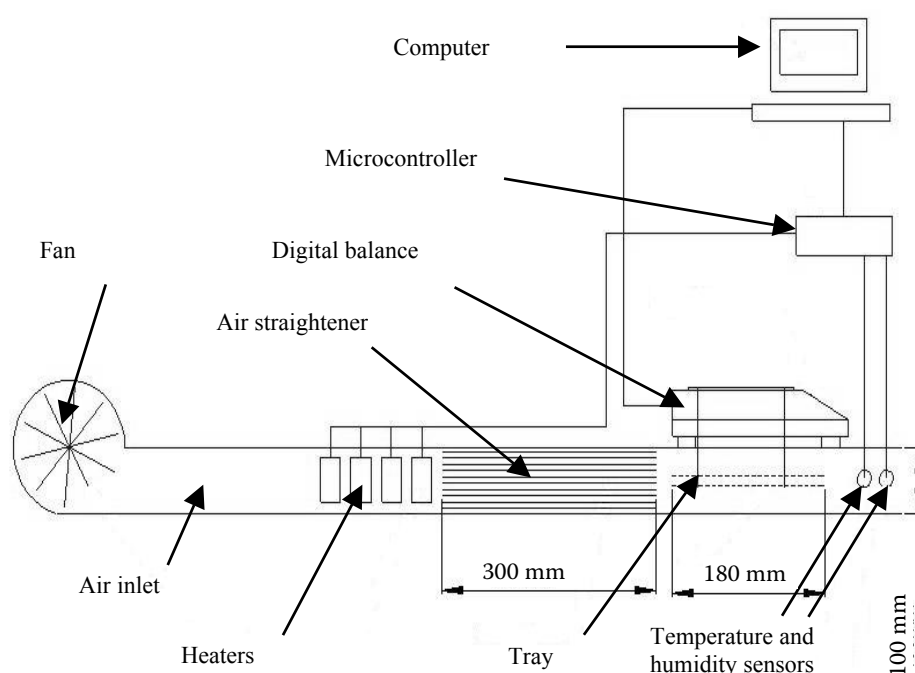 Computer
Microcontroller
Fan
Digital balance
Air straightener
300 mm
180 mm
Air inlet
Heaters
Tray
Temperature and
humidity sensors
100 mm